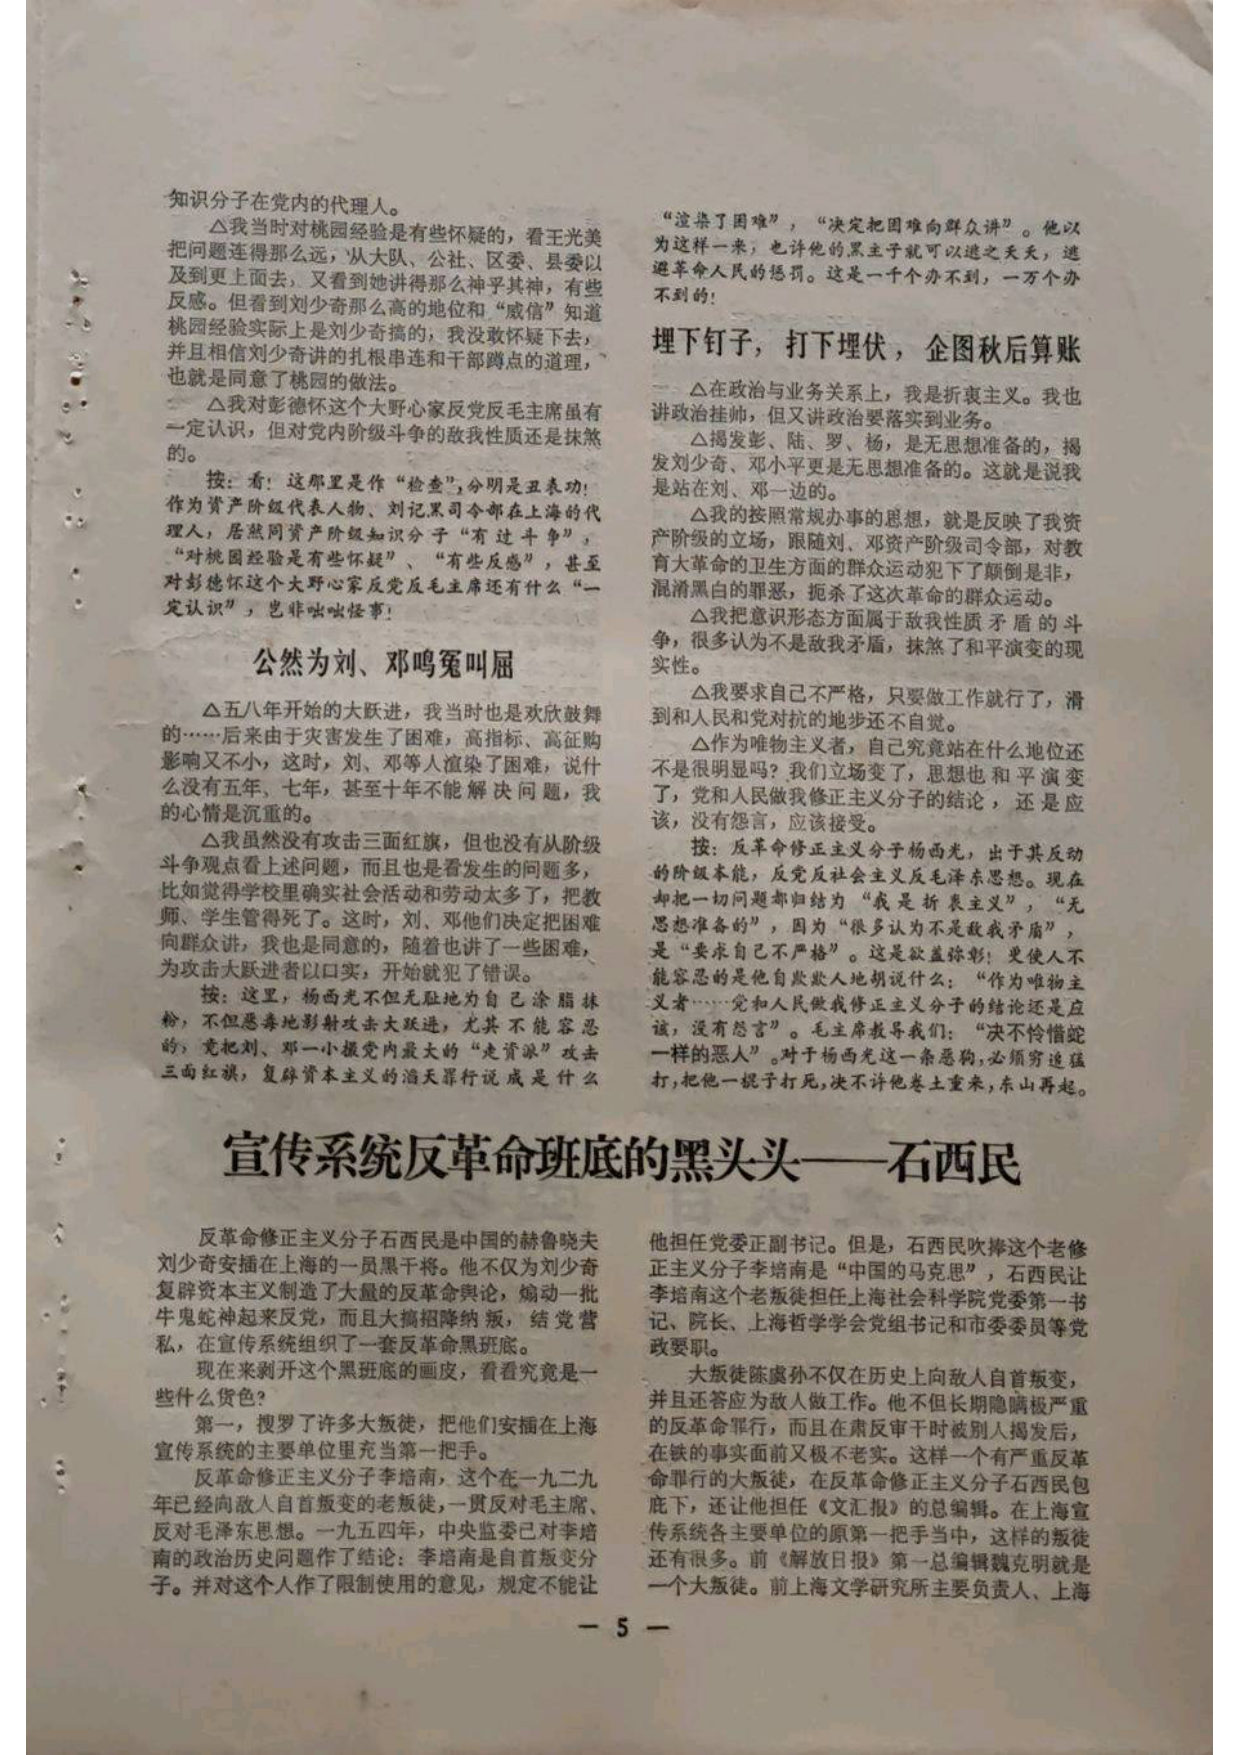 知识分子在党内的代理人。
△我当时对桃园经验是有些怀疑的，看王光美
把问题连得那么远，从大队、公社、区委、县委以
及到更上面去，又看到她讲得那么神乎其神，有些
反感。但看到刘少奇那么高的地位和“威信”知道
桃园经验实际上是刘少奇搞的，我没敢怀疑下去，
并且相信刘少奇讲的扎根串连和干部蹲点的道理，
也就是同意了桃园的做法。
△我对彭德怀这个大野心家反党反毛主席虽有
一定认识，但对党内阶级斗争的敌我性质还是抹煞
的。
按：看！这那里是作“检查”，分明是丑表功！
作为资产阶级代表人物、刘记黑司令部在上海的代
理人，居然同资产阶级知识分子“有过斗争”，
“对桃园经验是有些怀疑”、“有些反感”，甚至
对彭德怀这个大野心家反党反毛主席还有什么“一
定认识”，岂非咄咄怪事！
公然为刘、邓鸣冤叫屈
△五八年开始的大跃进，我当时也是欢欣鼓舞
的……后来由于灾害发生了困难，高指标、高征购
影响又不小，这时，刘、邓等人渲染了困难，说什
么没有五年、七年，甚至十年不能解决问题，我
的心情是沉重的。
△我虽然没有攻击三面红旗，但也没有从阶级
斗争观点看上述问题，而且也是看发生的问题多，
比如觉得学校里确实社会活动和劳动太多了，把教
师、学生管得死了。这时，刘、邓他们决定把困难
向群众讲，我也是同意的，随着也讲了一些困难，
为攻击大跃进者以口实，开始就犯了错误。
按：这里，杨西光不但无耻地为自己涂脂抹
粉，不但恶毒地影射攻击大跃进，尤其不能容忍
的，竟把刘、邓一小撮党内最大的“走资派”攻击
三面红旗，复辟资本主义的滔天罪行说成是什么
“渲染了困难”，“决定把困难向群众讲”。他以
为这样一来，也许他的黑主子就可以逃之夭夭，逃
避革命人民的惩罚。这是一千个办不到，一万个办
不到的！
埋下钉子，打下埋伏，企图秋后算账
△在政治与业务关系上，我是折衷主义。我也
讲政治挂帅，但又讲政治要落实到业务。
△揭发彭、陆、罗、杨，是无思想准备的，揭
发刘少奇、邓小平更是无思想准备的。这就是说我
是站在刘、邓一边的。
△我的按照常规办事的思想，就是反映了我资
产阶级的立场，跟随刘、邓资产阶级司令部，对教
育大革命的卫生方面的群众运动犯下了颠倒是非，
混淆黑白的罪恶，扼杀了这次革命的群众运动。
△我把意识形态方面属于敌我性质矛盾的斗
争，很多认为不是敌我矛盾，抹煞了和平演变的现
实性。
△我要求自己不严格，只要做工作就行了，滑
到和人民和党对抗的地步还不自觉。
△作为唯物主义者，自己究竟站在什么地位还
不是很明显吗？我们立场变了，思想也和平演变
了，党和人民做我修正主义分子的结论，还是应
该，没有怨言，应该接受。
按：反革命修正主义分子杨西光，出于其反动
的阶级本能，反党反社会主义反毛泽东思想。现在
却把一切问题都归结为“我是折衷主义”，“无
思想准备的”，因为“很多认为不是敌我矛盾”，
是“要求自己不严格”。这是欲盖弥彰！更使人不
能容忍的是他自欺欺人地胡说什么：“作为唯物主
义者……党和人民做我修正主义分子的结论还是应
该，没有怨言”。毛主席教导我们：“决不怜惜蛇
一样的恶人”。对于杨西光这一条恶狗，必须穷追猛
打，把他一棍子打死，决不许他卷土重来，东山再起。
宣传系统反革命班底的黑头头——石西民
反革命修正主义分子石西民是中国的赫鲁晓夫
刘少奇安插在上海的一员黑干将。他不仅为刘少奇
复辟资本主义制造了大量的反革命舆论，煽动一批
牛鬼蛇神起来反党，而且大搞招降纳叛，结党营
私，在宣传系统组织了一套反革命黑班底。
现在来剥开这个黑班底的画皮，看看究竟是一
些什么货色？
第一，搜罗了许多大叛徒，把他们安插在上海
宣传系统的主要单位里充当第一把手。
反革命修正主义分子李培南，这个在一九二九
年已经向敌人自首叛变的老叛徒，一贯反对毛主席、
反对毛泽东思想。一九五四年，中央监委已对李培
南的政治历史问题作了结论：李培南是自首叛变分
子。并对这个人作了限制使用的意见，规定不能让
他担任党委正副书记。但是，石西民吹捧这个老修
正主义分子李培南是“中国的马克思”，石西民让
李培南这个老叛徒担任上海社会科学院党委第一书
记、院长、上海哲学学会党组书记和市委委员等党
政要职。
大叛徒陈虞孙不仅在历史上向敌人自首叛变，
并且还答应为敌人做工作。他不但长期隐瞒极严重
的反革命罪行，而且在肃反审干时被别人揭发后，
在铁的事实面前又极不老实。这样一个有严重反革
命罪行的大叛徒，在反革命修正主义分子石西民包
庇下，还让他担任《文汇报》的总编辑。在上海宣
传系统各主要单位的原第一把手当中，这样的叛徒
还有很多。前《解放日报》第一总编辑魏克明就是
一个大叛徒。前上海文学研究所主要负责人、上海
— 5 —